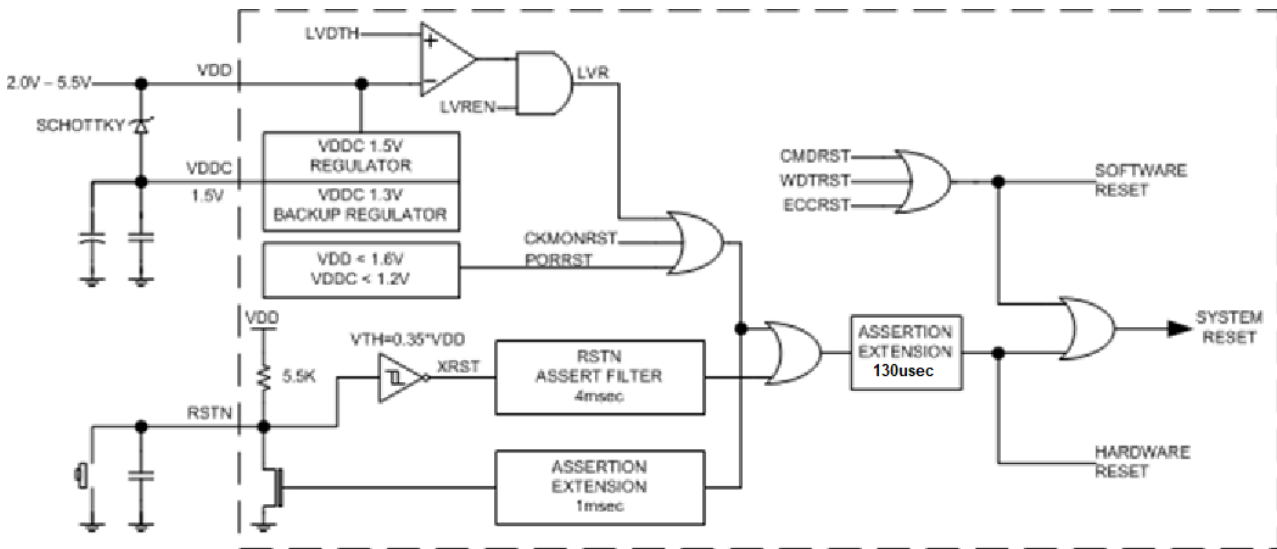 LVDTH
2.0V – 5.5V
VDD
LVR
LVREN
SCHOTTKY
VDDC 1.5V
REGULATOR
VDDC
1.5V
VDDC 1.3V
BACKUP REGULATOR
CMDRST
WDTRST
ECCRST
SOFTWARE
RESET
VDD < 1.6V
VDDC < 1.2V
CKMONRST
PORRST
VDD
VTH=0.35*VDD
XRST
5.5K
RSTN
ASSERT FILTER
4msec
ASSERTION
EXTENSION
130usec
SYSTEM
RESET
RSTN
ASSERTION
EXTENSION
1msec
HARDWARE
RESET